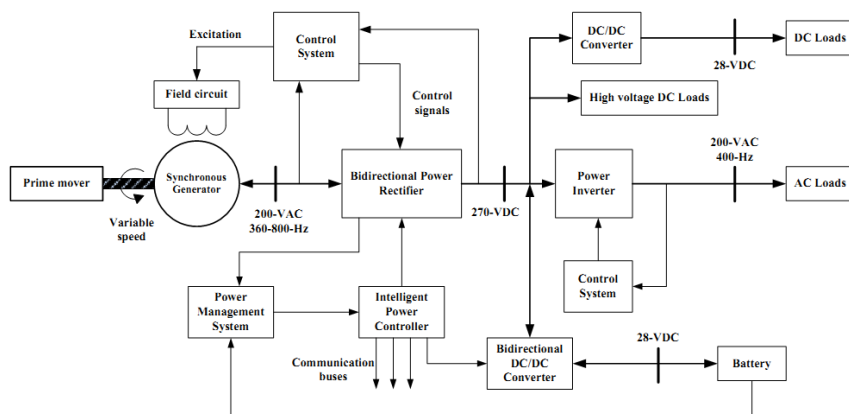 Excitation
Control
System
DC/DC
Converter
28-VDC
DC Loads
Field circuit
Control
signals
High voltage DC Loads
200-VAC
400-Hz
Prime mover
Synchronous
Generator
Bidirectional Power
Rectifier
Power
Inverter
AC Loads
Variable
speed
200-VAC
360-800-Hz
270-VDC
Control
System
Power
Management
System
Intelligent
Power
Controller
Communication
buses
Bidirectional
DC/DC
Converter
28-VDC
Battery